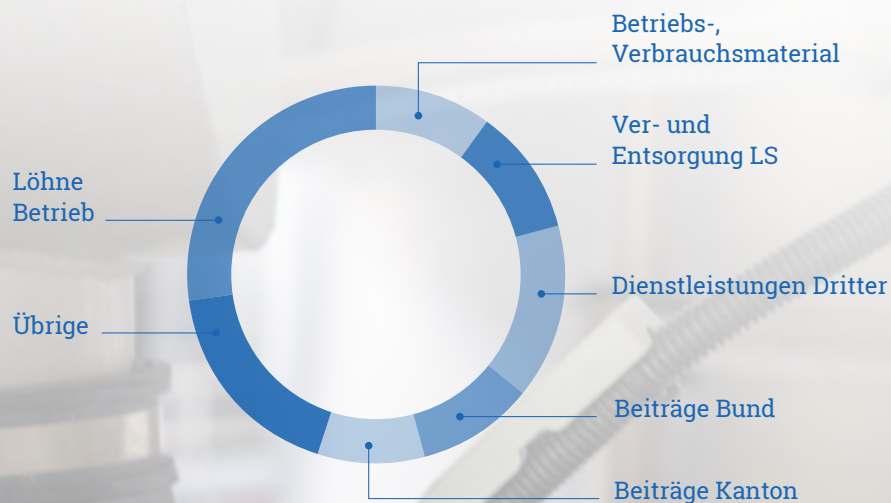 Betriebs-,
Verbrauchsmaterial
Ver- und
Entsorgung LS
Dienstleistungen Dritter
Beiträge Bund
Beiträge Kanton
Übrige
Löhne
Betrieb